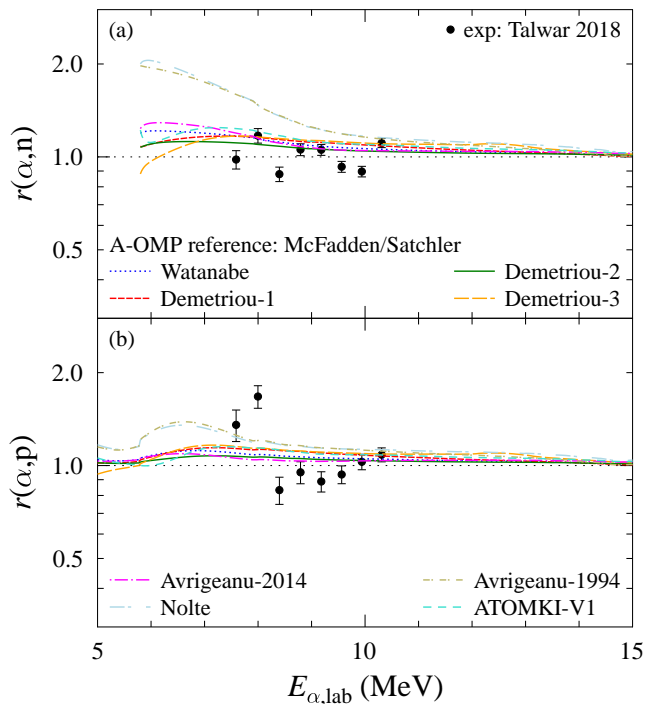 (a)
exp: Talwar 2018
2.0
1.0
0.5
r(α,n)
A-OMP reference: McFadden/Satchler
Watanabe
Demetriou-2
Demetriou-1
Demetriou-3
(b)
2.0
1.0
0.5
r(α,p)
Avrigeanu-2014
Avrigeanu-1994
Nolte
ATOMKI-V1
5
10
15
Eα,lab (MeV)